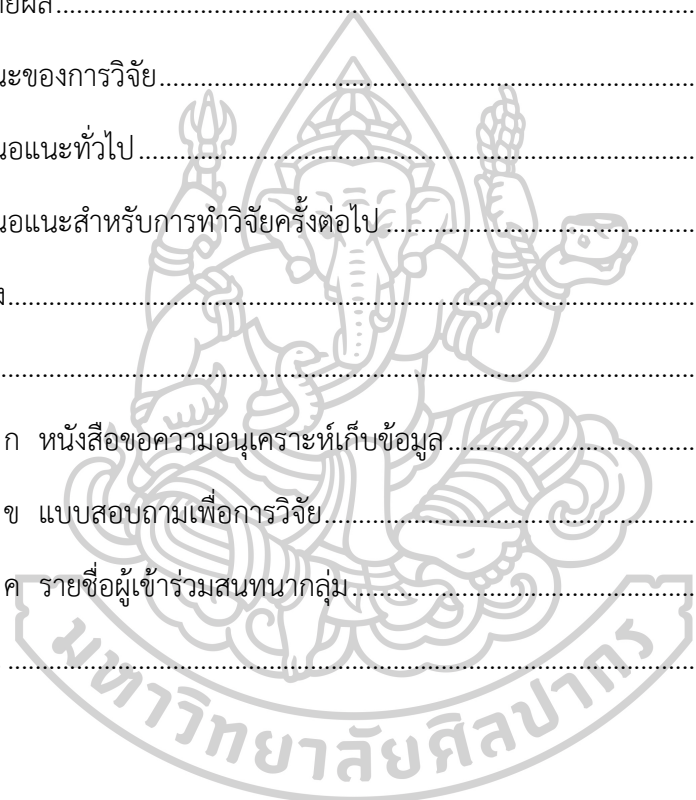 ายผล................................................................
นะของการวิจัย................................................................
นอแนะทั่วไป................................................................
นอแนะสำหรับการทำวิจัยครั้งต่อไป................................................................
ง................................................................
................................................................
ก หนังสือขอความอนุเคราะห์เก็บข้อมูล................................................................
ข แบบสอบถามเพื่อการวิจัย................................................................
ค รายชื่อผู้เข้าร่วมสนทนากลุ่ม................................................................
................................................................
มหาวิทยาลัยศิลปากร